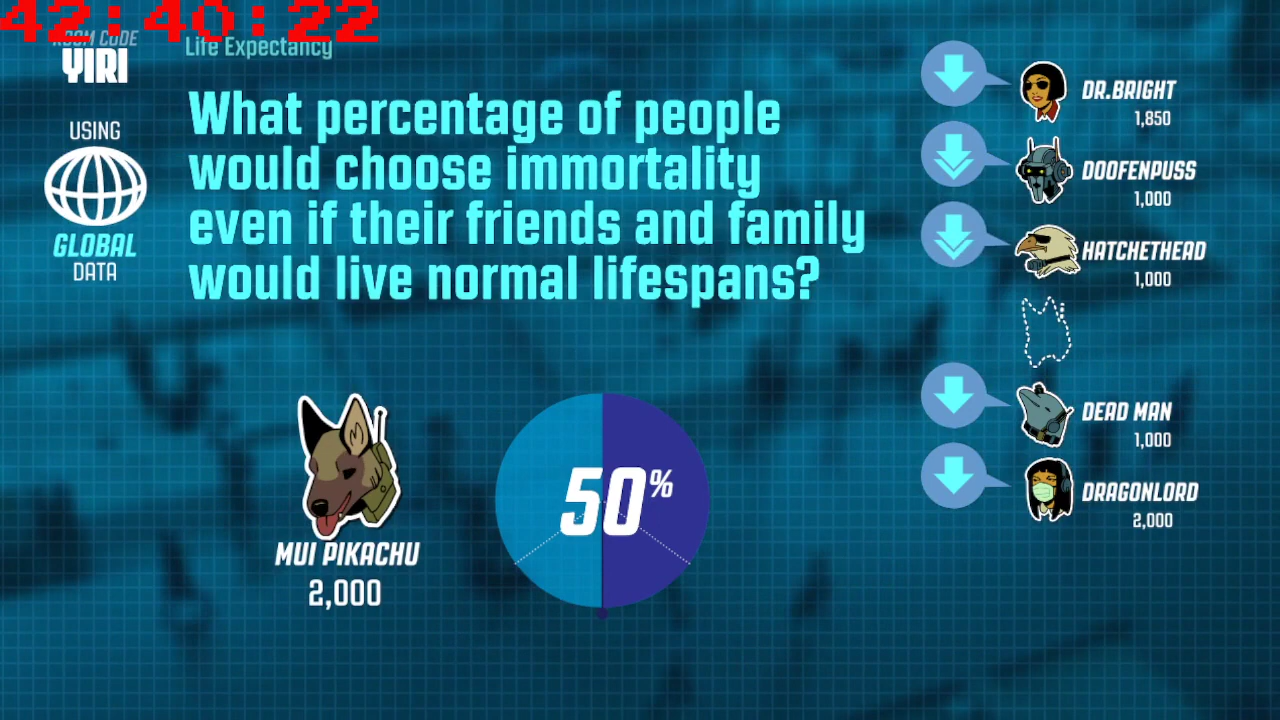 42:40:22
ROOM CODE
YIRI
Life Expectancy
USING
GLOBAL
DATA
What percentage of people
would choose immortality
even if their friends and family
would live normal lifespans?
DR.BRIGHT
1,850
DOOFENPUSS
1,000
HATCHETHEAD
1,000
DEAD MAN
1,000
DRAGONLORD
2,000
MUI PIKACHU
2,000
50%